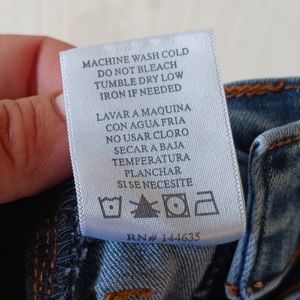 MACHINE WASH COLD
DO NOT BLEACH
TUMBLE DRY LOW
IRON IF NEEDED
LAVAR A MAQUINA
CON AGUA FRIA
NO USAR CLORO
SECAR A BAJA
TEMPERATURA
PLANCHAR
SI SE NECESITE
RN# 144635